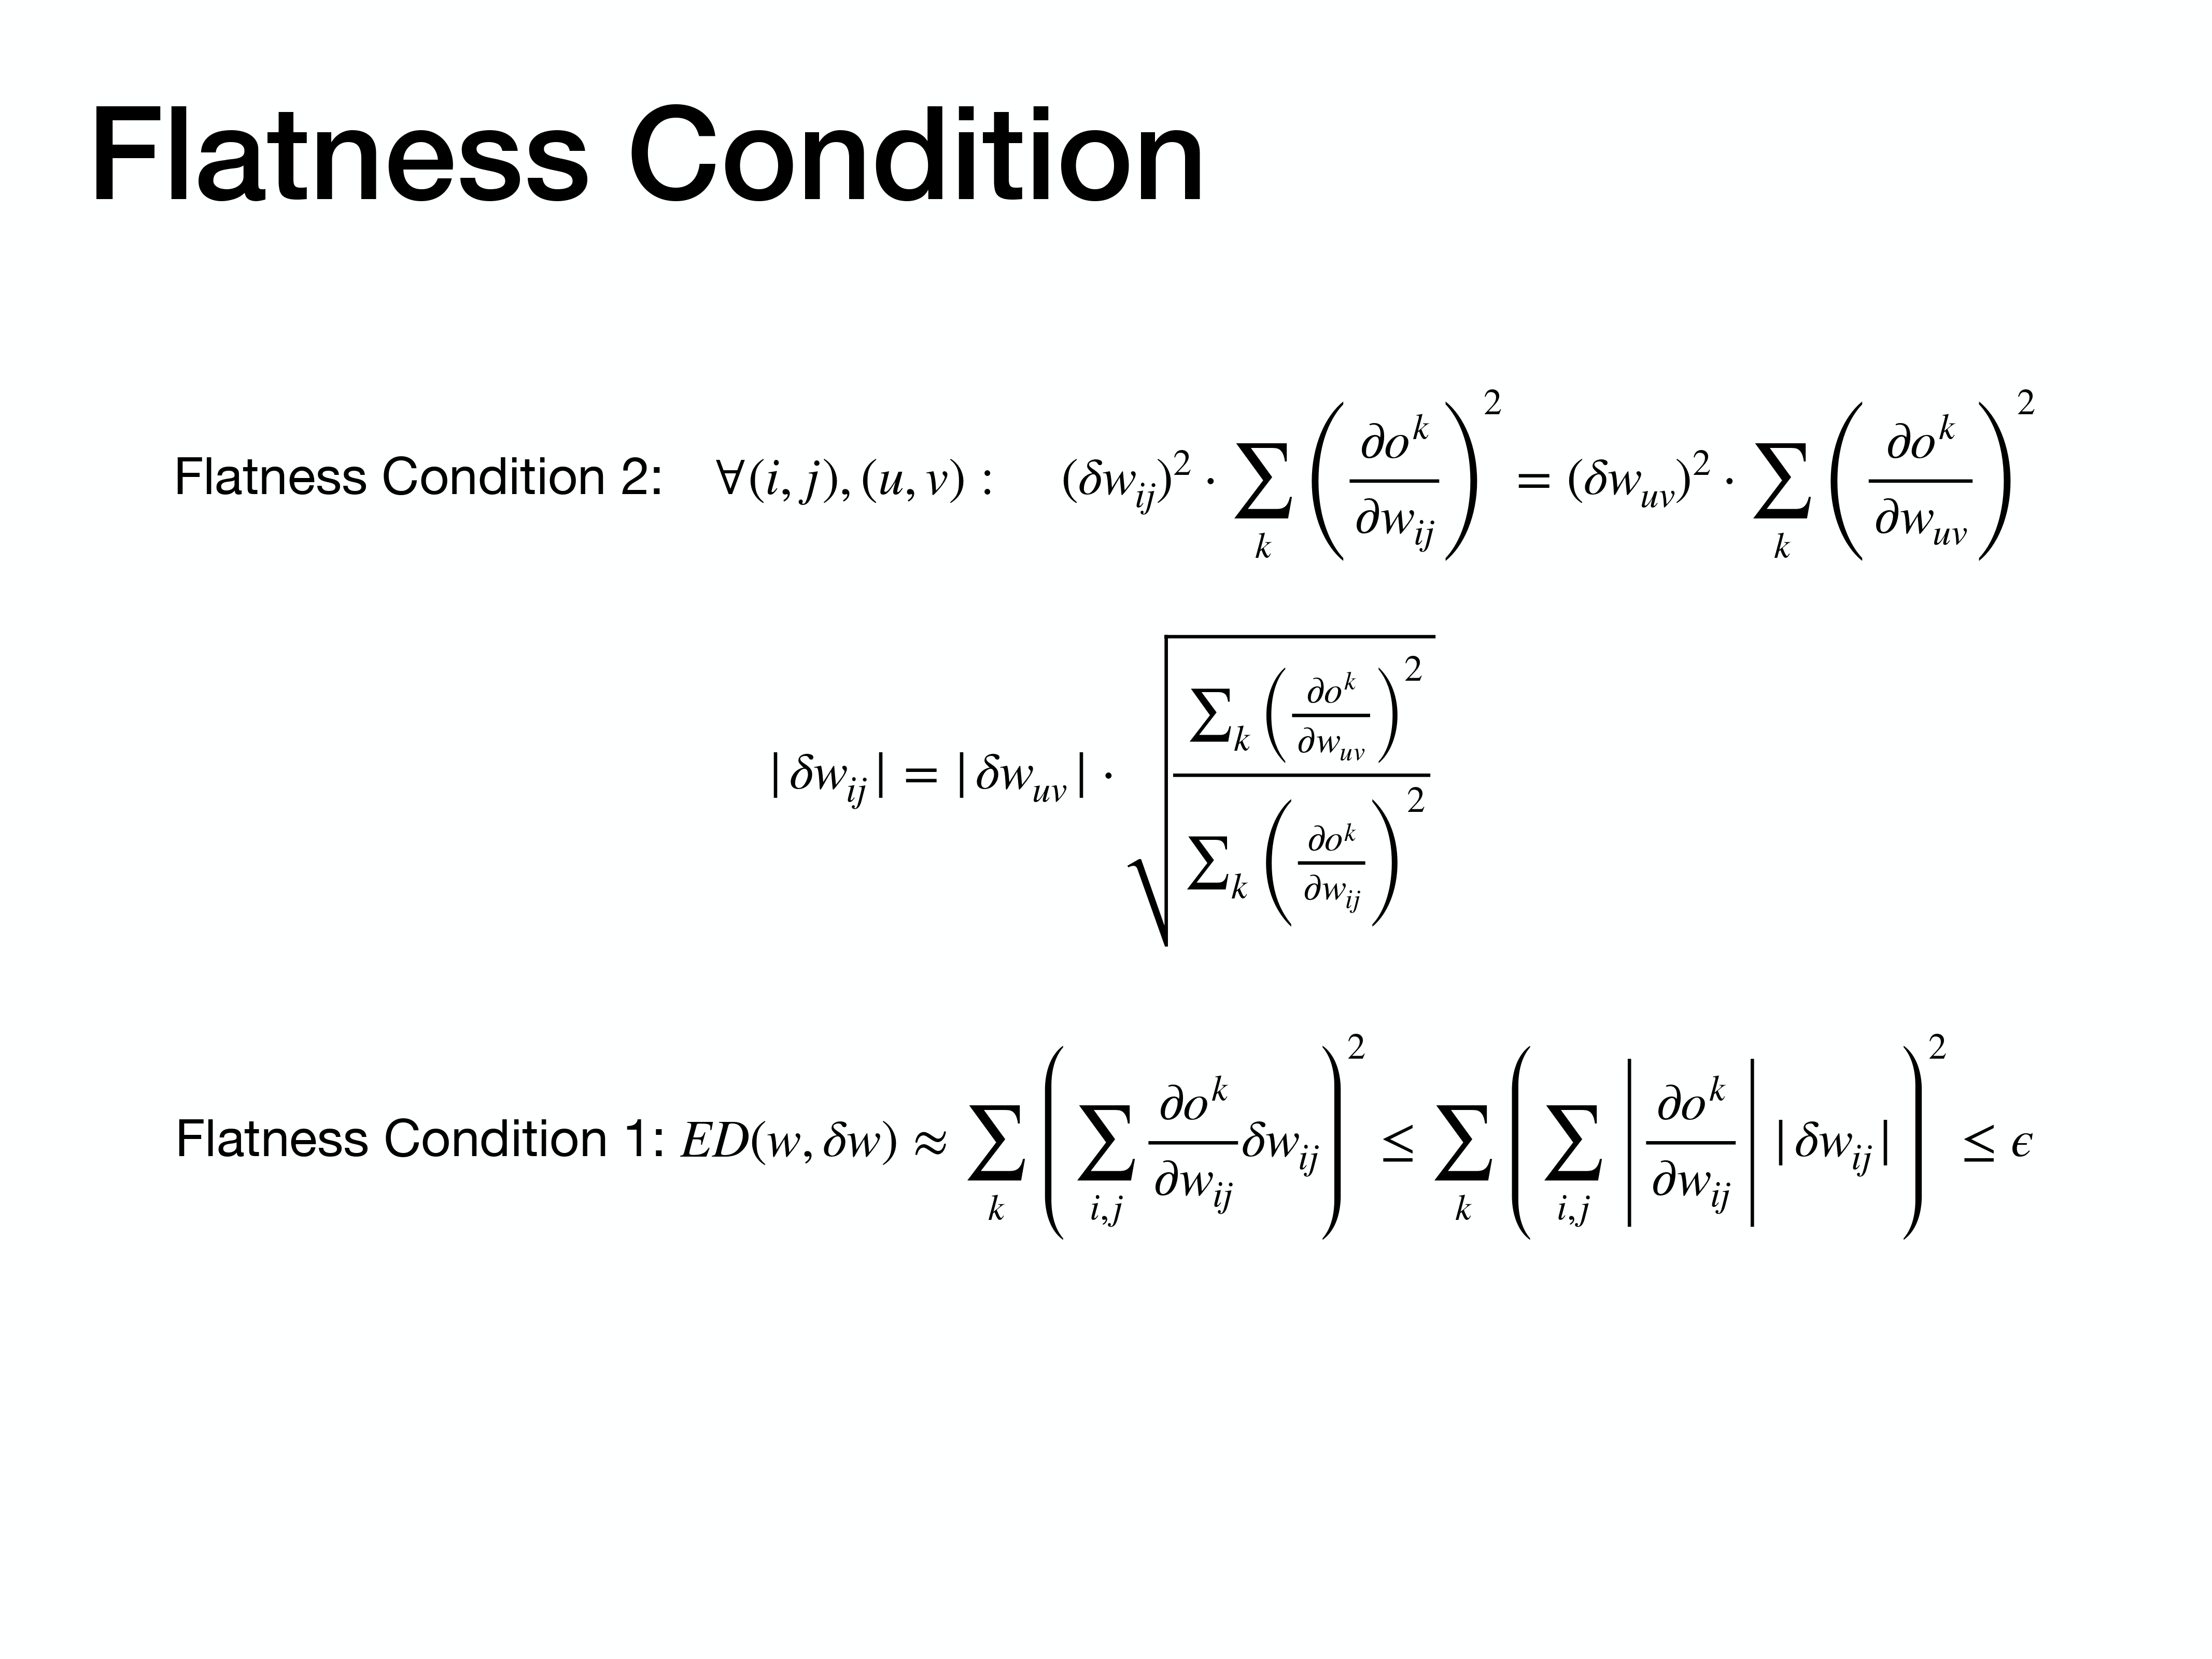 Flatness Condition
Flatness Condition 2: $\forall (i, j), (u, v) : \quad (\delta w_{ij})^2 \cdot \sum_k \left( \frac{\partial o^k}{\partial w_{ij}} \right)^2 = (\delta w_{uv})^2 \cdot \sum_k \left( \frac{\partial o^k}{\partial w_{uv}} \right)^2$
$|\delta w_{ij}| = |\delta w_{uv}| \cdot \sqrt{\frac{\sum_k \left( \frac{\partial o^k}{\partial w_{uv}} \right)^2}{\sum_k \left( \frac{\partial o^k}{\partial w_{ij}} \right)^2}}$
Flatness Condition 1: $ED(w, \delta w) \approx \sum_k \left( \sum_{i,j} \frac{\partial o^k}{\partial w_{ij}} \delta w_{ij} \right)^2 \leq \sum_k \left( \sum_{i,j} \left| \frac{\partial o^k}{\partial w_{ij}} \right| |\delta w_{ij}| \right)^2 \leq \epsilon$